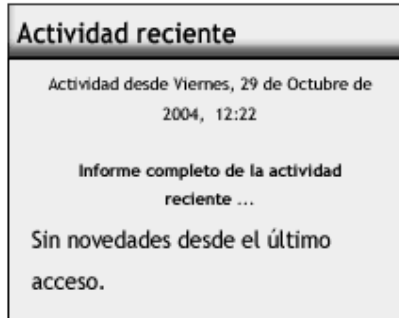 Actividad reciente
Actividad desde Viernes, 29 de Octubre de
2004, 12:22
Informe completo de la actividad
reciente ...
Sin novedades desde el último
acceso.